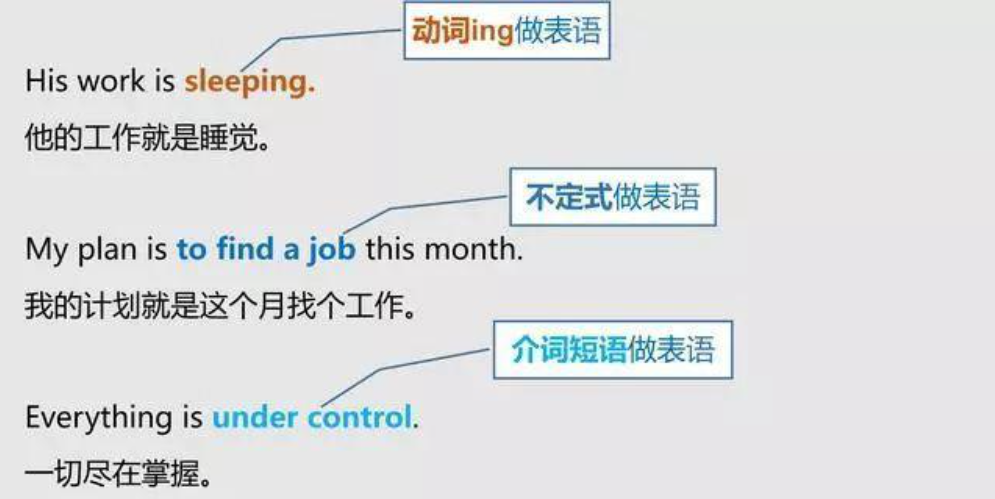 动词ing做表语
His work is sleeping.
他的工作就是睡觉。
不定式做表语
My plan is to find a job this month.
我的计划就是这个月找个工作。
介词短语做表语
Everything is under control.
一切尽在掌握。